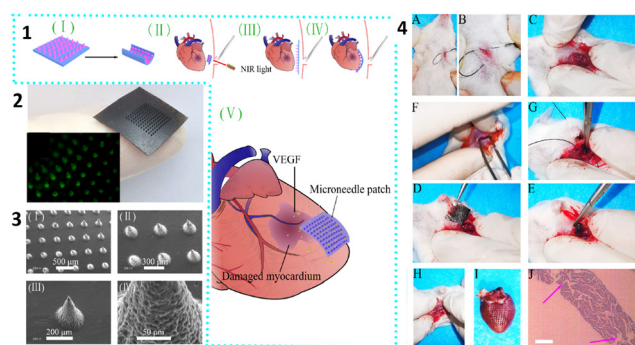 1
( I )
(II)
(III)
(IV)
NIR light
2
3
(I)
500 μm
(II)
300 μm
(III)
200 μm
(IV)
50 μm
(V)
VEGF
Microneedle patch
Damaged myocardium
4
A
B
C
F
G
D
E
H
I
J